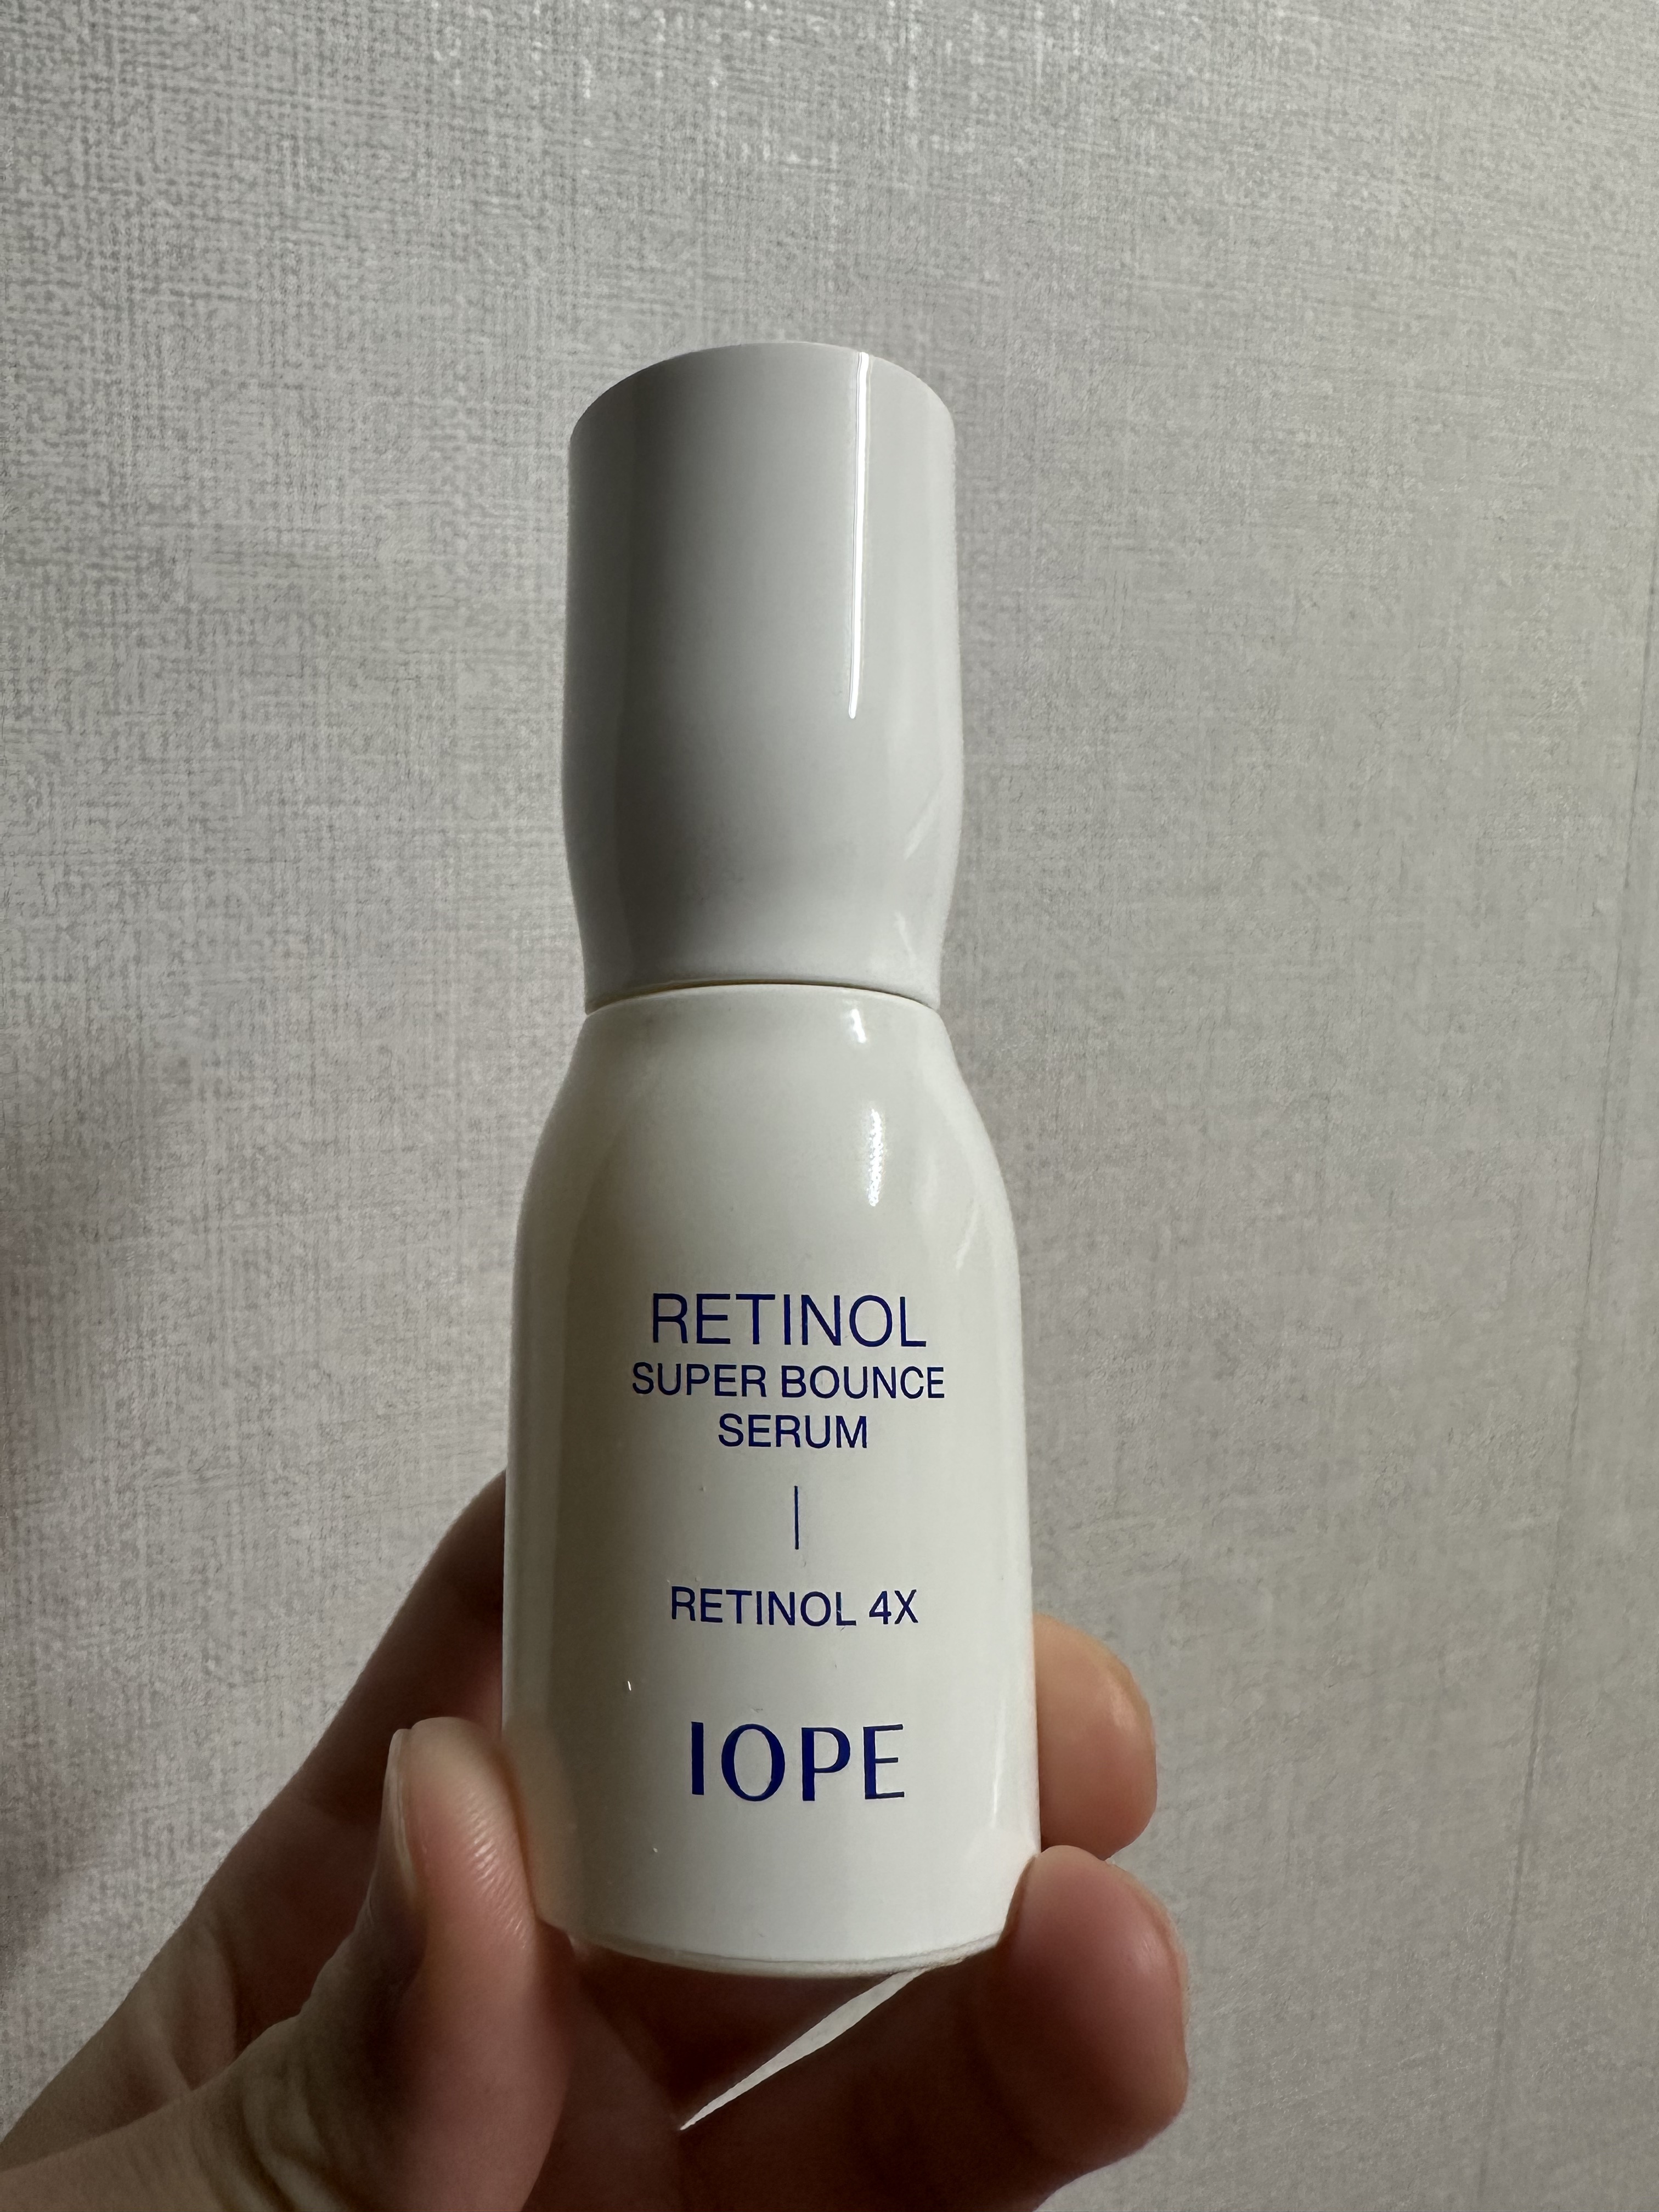 RETINOL
SUPER BOUNCE
SERUM
RETINOL 4X
IOPE